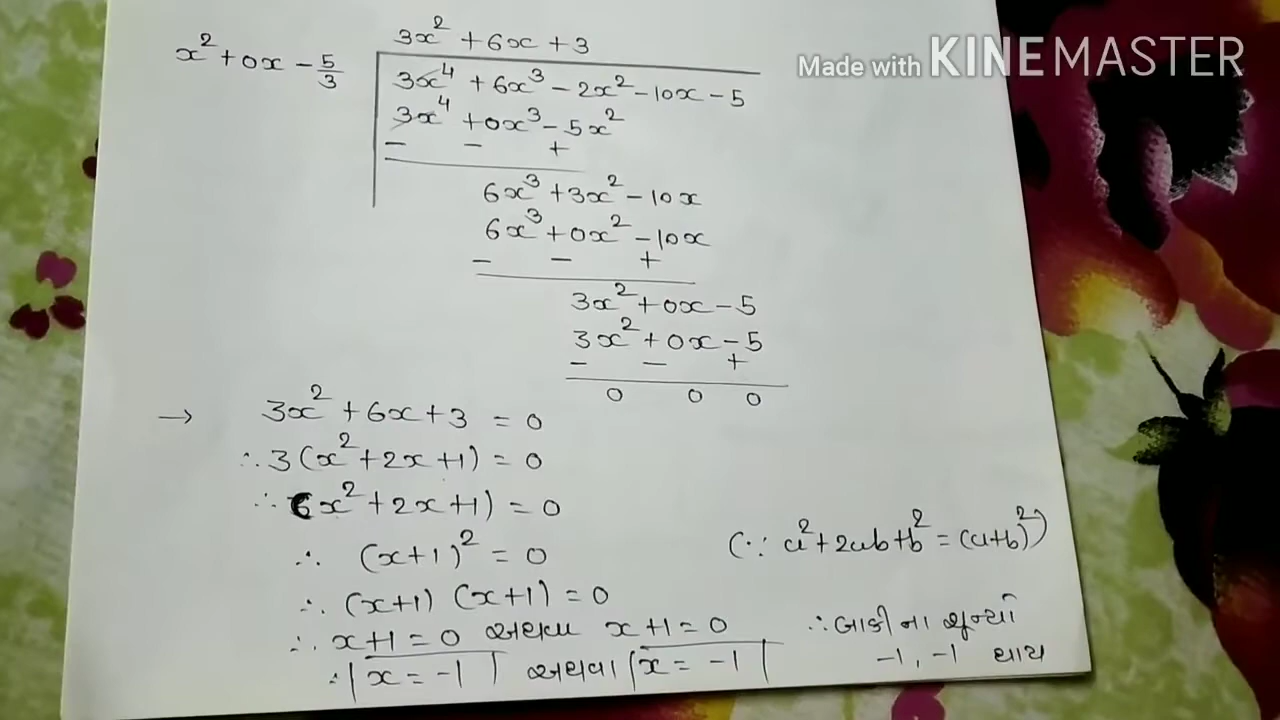 Made with KINEMASTER
3x² + 6x + 3
x² + 0x - 5/3
3x⁴ + 6x³ - 2x² - 10x - 5
3x⁴ + 0x³ - 5x²
- - +
6x³ + 3x² - 10x
6x³ + 0x² - 10x
- - +
3x² + 0x - 5
3x² + 0x - 5
- - +
0 0 0
→ 3x² + 6x + 3 = 0
∴ 3(x² + 2x + 1) = 0
∴ (x² + 2x + 1) = 0
∴ (x+1)² = 0 (∵ a² + 2ab + b² = (a+b)²)
∴ (x+1) (x+1) = 0
∴ x+1 = 0 અથવા x+1 = 0 ∴ બાકી ના શૂન્યો
∴ x = -1 અથવા x = -1 -1, -1 થાય